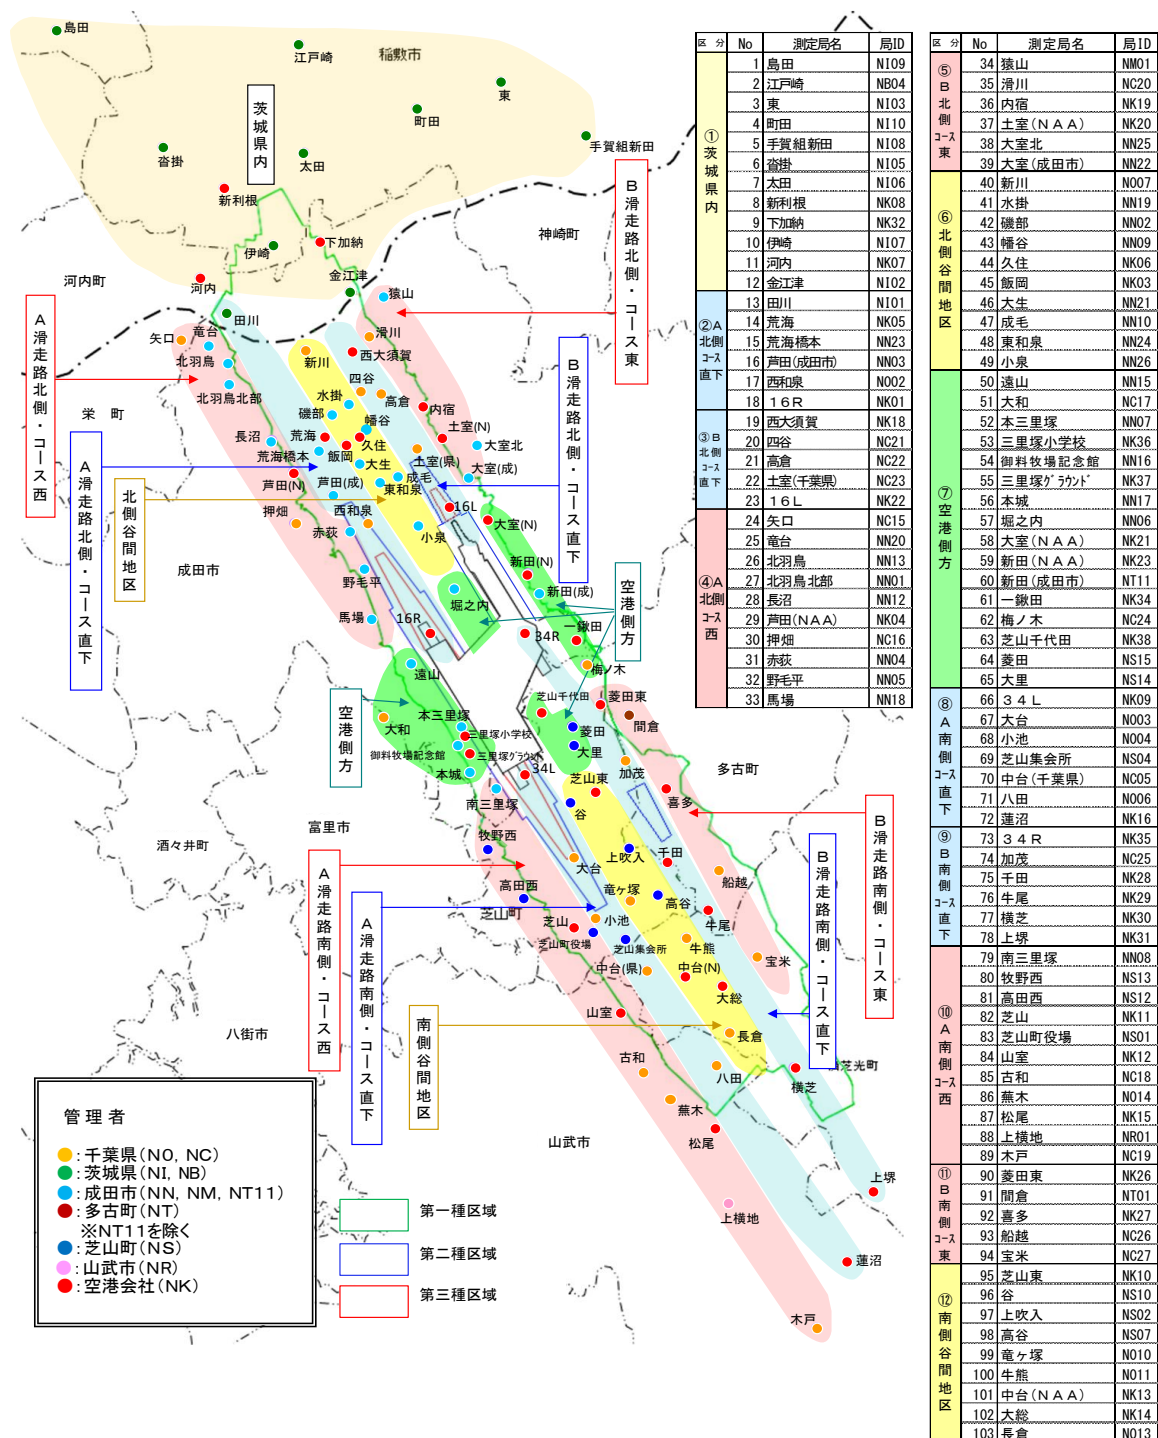 島田
江戸崎
稲敷市
東
町田
手賀組新田
沓掛
太田
茨城県内
新利根
伊崎
下加納
神崎町
河内町
河内
金江津
猿山
B滑走路北側・コース東
A滑走路北側・コース西
田川
竜台
矢口
北羽鳥
北羽鳥北部
滑川
西大須賀
新川
四谷
高倉
水掛
磯部
内宿
B滑走路北側・コース直下
栄 町
長沼
荒海
幡谷
久住
土室(N)
大室北
荒海橋本
飯岡
大生
土室(県)
成毛
大室(成)
A滑走路北側・コース直下
芦田(N)
芦田(成)
東和泉
北側谷間地区
押畑
西和泉
16L
大室(N)
赤荻
小泉
成田市
野毛平
新田(N)
新田(成)
空港側方
堀之内
馬場
16R
34R
一鍬田
遠山
梅ノ木
空港側方
大和
本三里塚
三里塚小学校
御料牧場記念館
三里塚グラウンド
本城
芝山千代田
菱田東
間倉
菱田
大里
34L
芝山東
加茂
多古町
喜多
南三里塚
谷
富里市
酒々井町
牧野西
上吹入
千田
B滑走路南側・コース東
B滑走路南側・コース直下
A滑走路南側・コース西
A滑走路南側・コース直下
大台
船越
高田西
竜ヶ塚
高谷
芝山町
芝山
小池
牛尾
芝山町役場
芝山集会所
牛熊
宝米
中台(県)
中台(N)
大総
八街市
山室
南側谷間地区
長倉
古和
八田
横芝
芝光町
蕪木
山武市
松尾
上堺
上横地
蓮沼
木戸
管理者
:千葉県(NO, NC)
:茨城県(NI, NB)
:成田市(NN, NM, NT11)
:多古町(NT)
※NT11を除く
:芝山町(NS)
:山武市(NR)
:空港会社(NK)
第一種区域
第二種区域
第三種区域
区 分 No 測定局名 局ID
①茨城県内
1 島田 NI09
2 江戸崎 NB04
3 東 NI03
4 町田 NI10
5 手賀組新田 NI08
6 沓掛 NI05
7 太田 NI06
8 新利根 NK08
9 下加納 NK32
10 伊崎 NI07
11 河内 NK07
12 金江津 NI02
②A北側コース直下
13 田川 NI01
14 荒海 NK05
15 荒海橋本 NN23
16 芦田(成田市) NN03
17 西和泉 NO02
18 16R NK01
③B北側コース直下
19 西大須賀 NK18
20 四谷 NC21
21 高倉 NC22
22 土室(千葉県) NC23
23 16L NK22
④A北側コース西
24 矢口 NC15
25 竜台 NN20
26 北羽鳥 NN13
27 北羽鳥北部 NN01
28 長沼 NN12
29 芦田(NAA) NK04
30 押畑 NC16
31 赤荻 NN04
32 野毛平 NN05
33 馬場 NN18
区 分 No 測定局名 局ID
⑤B北側コース東
34 猿山 NM01
35 滑川 NC20
36 内宿 NK19
37 土室(NAA) NK20
38 大室北 NN25
39 大室(成田市) NN22
⑥北側谷間地区
40 新川 NO07
41 水掛 NN19
42 磯部 NN02
43 幡谷 NN09
44 久住 NK06
45 飯岡 NK03
46 大生 NN21
47 成毛 NN10
48 東和泉 NN24
49 小泉 NN26
⑦空港側方
50 遠山 NN15
51 大和 NC17
52 本三里塚 NN07
53 三里塚小学校 NK36
54 御料牧場記念館 NN16
55 三里塚グラウンド NK37
56 本城 NN17
57 堀之内 NN06
58 大室(NAA) NK21
59 新田(NAA) NK23
60 新田(成田市) NT11
61 一鍬田 NK34
62 梅ノ木 NC24
63 芝山千代田 NK38
64 菱田 NS15
65 大里 NS14
⑧A南側コース直下
66 34L NK09
67 大台 NO03
68 小池 NO04
69 芝山集会所 NS04
70 中台(千葉県) NC05
71 八田 NO06
72 蓮沼 NK16
⑨B南側コース直下
73 34R NK35
74 加茂 NC25
75 千田 NK28
76 牛尾 NK29
77 横芝 NK30
78 上堺 NK31
⑩A南側コース西
79 南三里塚 NN08
80 牧野西 NS13
81 高田西 NS12
82 芝山 NK11
83 芝山町役場 NS01
84 山室 NK12
85 古和 NC18
86 蕪木 NO14
87 松尾 NK15
88 上横地 NR01
89 木戸 NC19
⑪B南側コース東
90 菱田東 NK26
91 間倉 NT01
92 喜多 NK27
93 船越 NC26
94 宝米 NC27
⑫南側谷間地区
95 芝山東 NK10
96 谷 NS10
97 上吹入 NS02
98 高谷 NS07
99 竜ヶ塚 NO10
100 牛熊 NO11
101 中台(NAA) NK13
102 大総 NK14
103 長倉 NO13